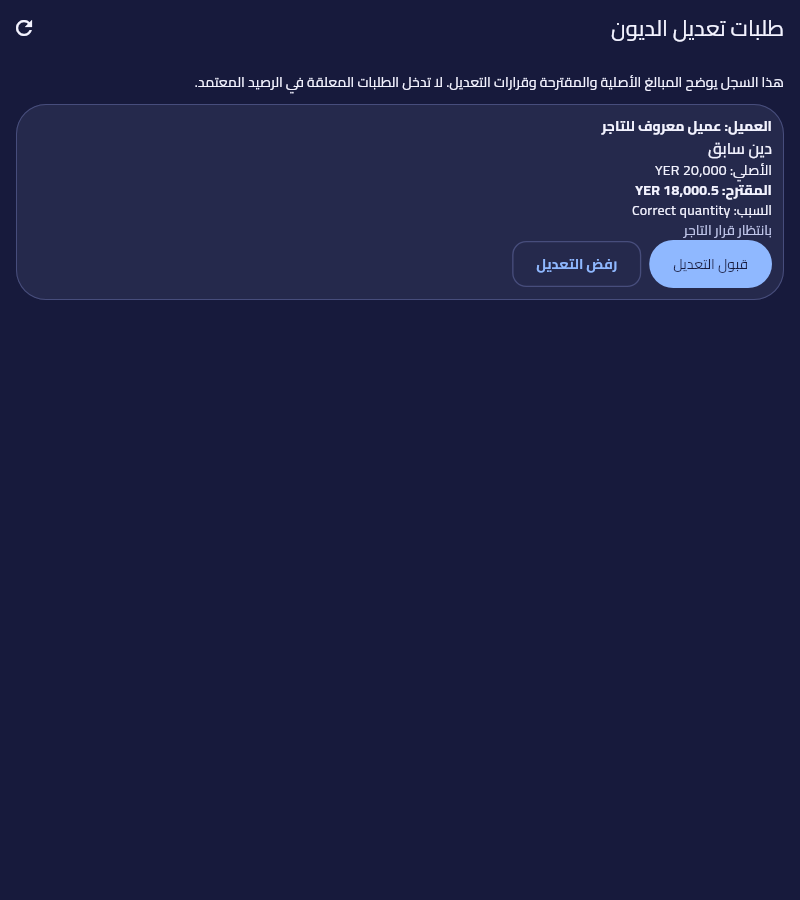 طلبات تعديل الديون
هذا السجل يوضح المبالغ الأصلية والمقترحة وقرارات التعديل. لا تدخل الطلبات المعلقة في الرصيد المعتمد.
العميل: عميل معروف للتاجر
دين سابق
الأصلي: 20,000 YER
المقترح: 18,000.5 YER
السبب: Correct quantity
بانتظار قرار التاجر
قبول التعديل
رفض التعديل